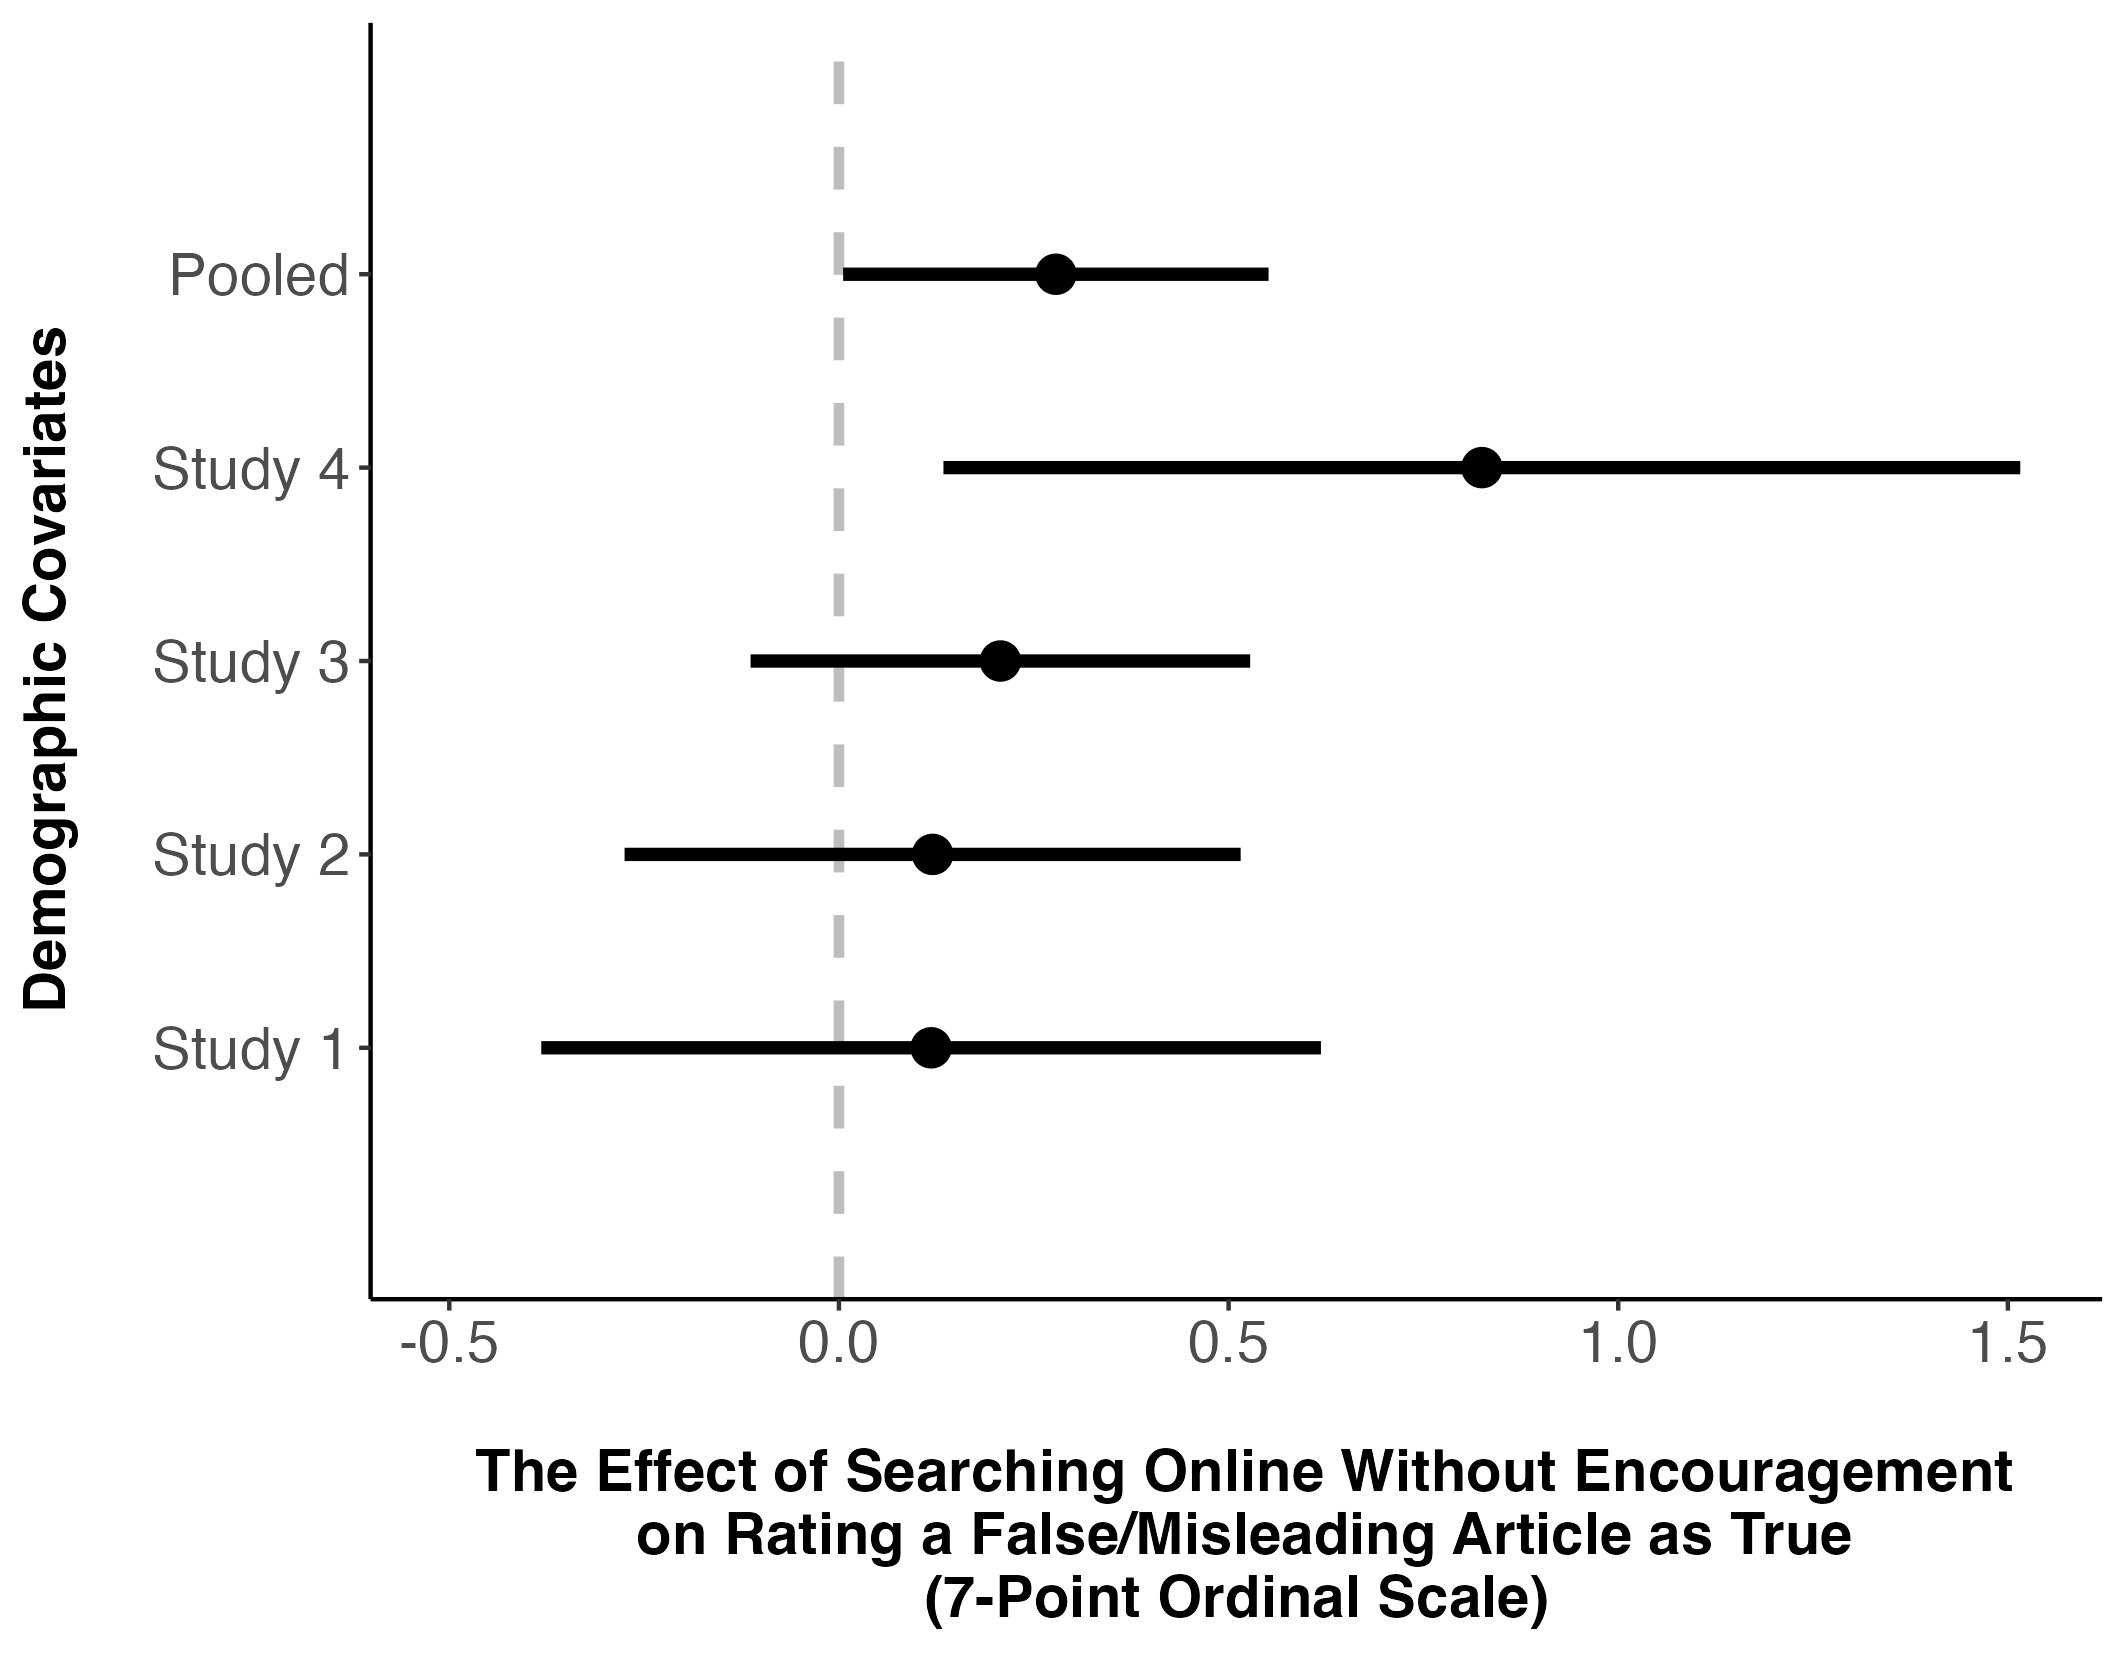 Demographic Covariates
Pooled
Study 4
Study 3
Study 2
Study 1
-0.5 0.0 0.5 1.0 1.5
The Effect of Searching Online Without Encouragement
on Rating a False/Misleading Article as True
(7-Point Ordinal Scale)